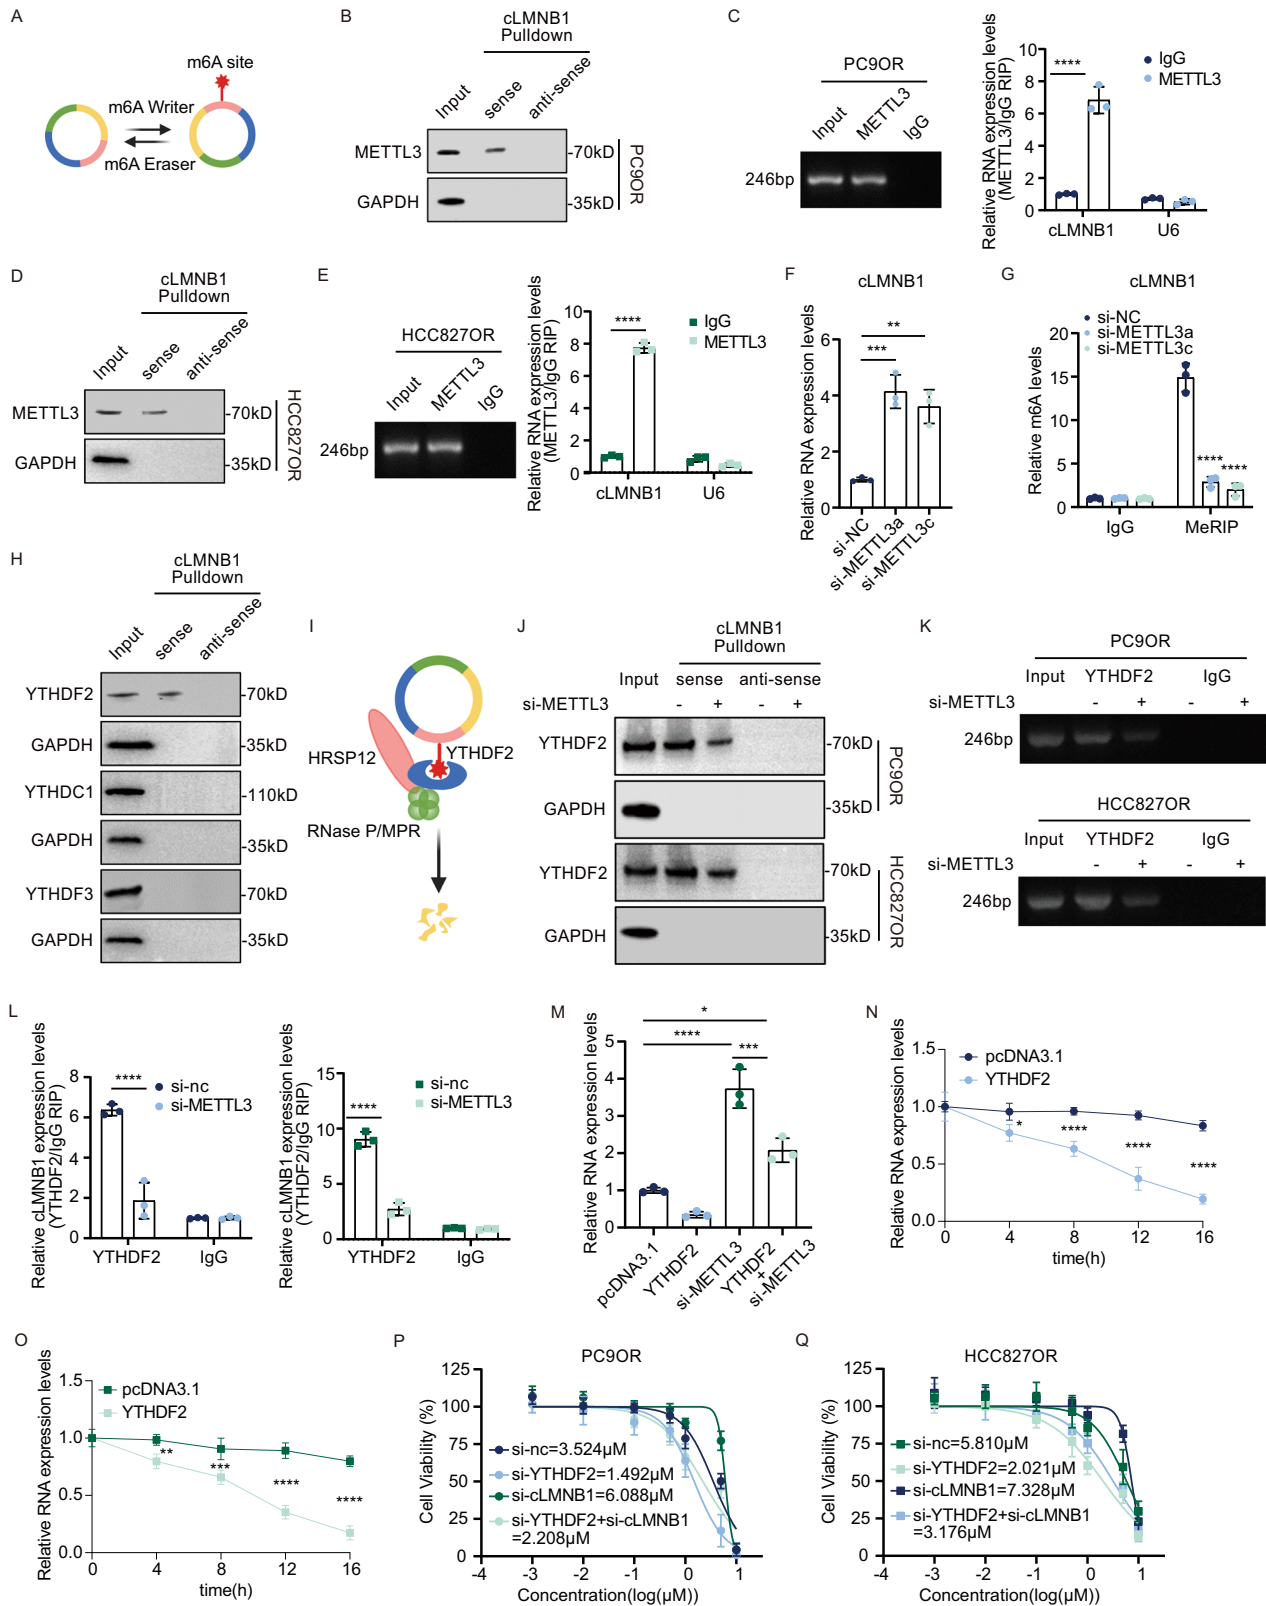 A
m6A site
m6A Writer
m6A Eraser
B
cLMNB1
Pulldown
Input
sense
anti-sense
METTL3
-70kD
GAPDH
-35kD
PC9OR
C
PC9OR
Input
METTL3
IgG
246bp
Relative RNA expression levels
(METTL3/IgG RIP)
10
8
6
4
2
0
****
IgG
METTL3
cLMNB1
U6
D
cLMNB1
Pulldown
Input
sense
anti-sense
METTL3
-70kD
GAPDH
-35kD
HCC827OR
E
HCC827OR
Input
METTL3
IgG
246bp
Relative RNA expression levels
(METTL3/IgG RIP)
10
8
6
4
2
0
****
IgG
METTL3
cLMNB1
U6
F
cLMNB1
Relative RNA expression levels
6
4
2
0
**
***
si-NC
si-METTL3a
si-METTL3c
G
cLMNB1
si-NC
si-METTL3a
si-METTL3c
Relative m6A levels
20
15
10
5
0
****
****
IgG
MeRIP
H
cLMNB1
Pulldown
Input
sense
anti-sense
YTHDF2
-70kD
GAPDH
-35kD
YTHDC1
-110kD
GAPDH
-35kD
YTHDF3
-70kD
GAPDH
-35kD
I
HRSP12
YTHDF2
RNase P/MPR
J
cLMNB1
Pulldown
Input
sense
anti-sense
si-METTL3
- + - +
YTHDF2
-70kD
GAPDH
-35kD
PC9OR
YTHDF2
-70kD
GAPDH
-35kD
HCC827OR
K
PC9OR
Input YTHDF2 IgG
si-METTL3 - + - +
246bp
HCC827OR
Input YTHDF2 IgG
si-METTL3 - + - +
246bp
L
Relative cLMNB1 expression levels
(YTHDF2/IgG RIP)
8
6
4
2
0
****
si-nc
si-METTL3
YTHDF2
IgG
Relative cLMNB1 expression levels
(YTHDF2/IgG RIP)
15
10
5
0
****
si-nc
si-METTL3
YTHDF2
IgG
M
Relative RNA expression levels
5
4
3
2
1
0
*
****
***
pcDNA3.1
YTHDF2
si-METTL3
YTHDF2
+
si-METTL3
N
Relative RNA expression levels
1.5
1.0
0.5
0.0
pcDNA3.1
YTHDF2
*
****
****
****
0 4 8 12 16
time(h)
O
Relative RNA expression levels
1.5
1.0
0.5
0.0
pcDNA3.1
YTHDF2
**
***
****
****
0 4 8 12 16
time(h)
P
PC9OR
Cell Viability (%)
125
100
75
50
25
0
si-nc=3.524μM
si-YTHDF2=1.492μM
si-cLMNB1=6.088μM
si-YTHDF2+si-cLMNB1
=2.208μM
-4 -3 -2 -1 0 1
Concentration(log(μM))
Q
HCC827OR
Cell Viability (%)
125
100
75
50
25
0
si-nc=5.810μM
si-YTHDF2=2.021μM
si-cLMNB1=7.328μM
si-YTHDF2+si-cLMNB1
=3.176μM
-4 -3 -2 -1 0 1
Concentration(log(μM))